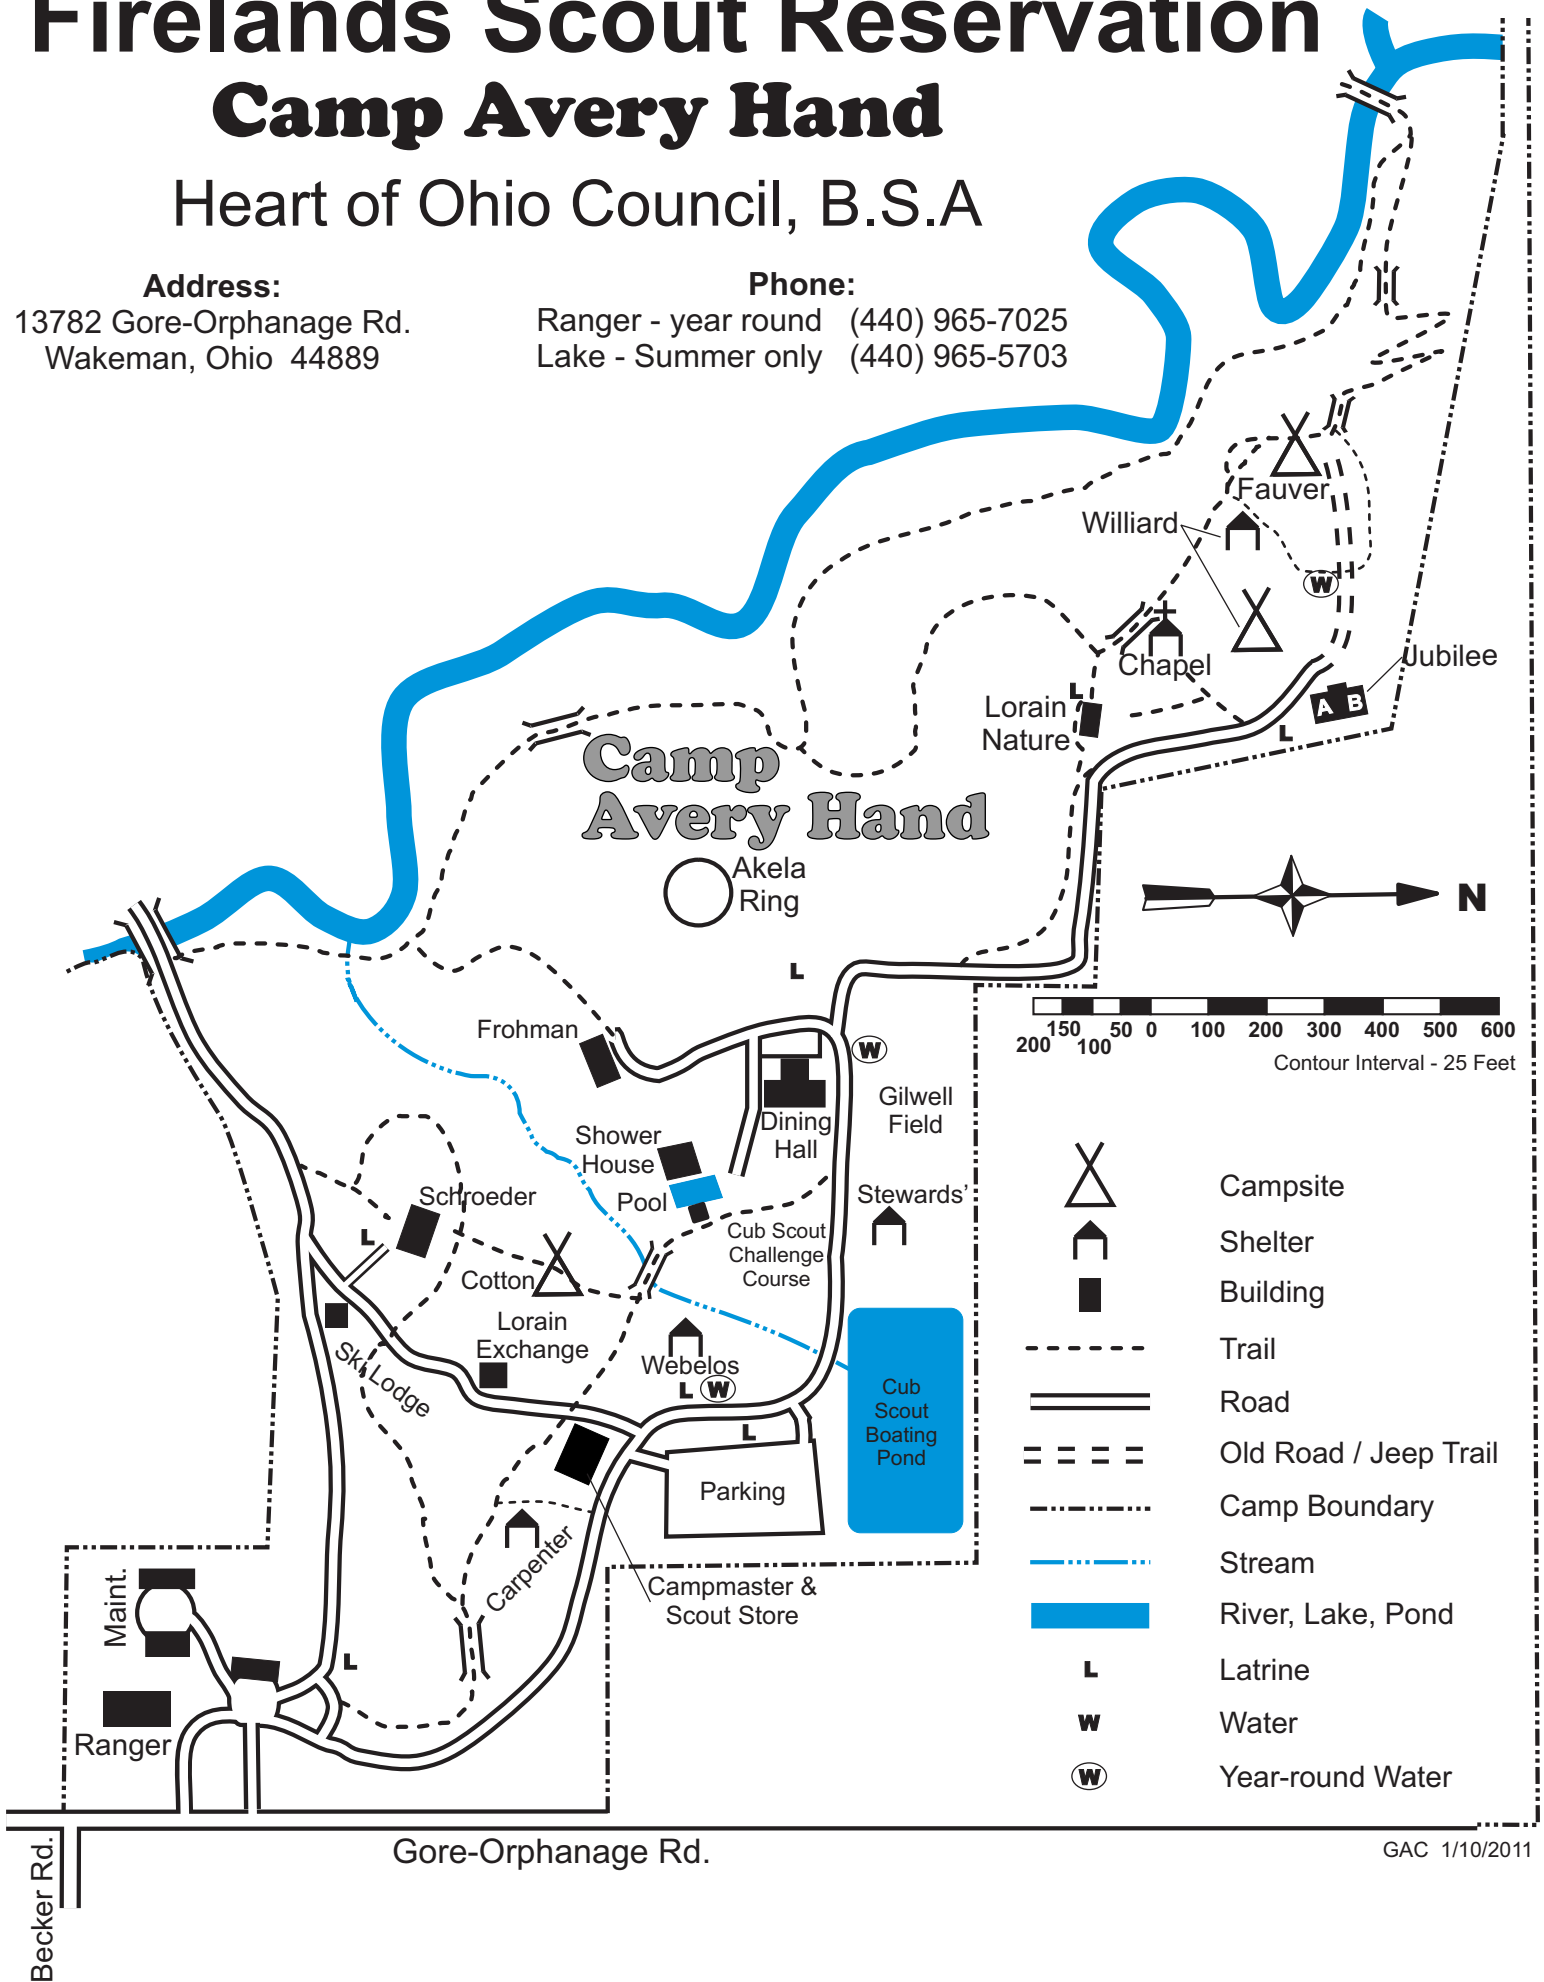 Firelands Scout Reservation
Camp Avery Hand
Heart of Ohio Council, B.S.A
Address:
13782 Gore-Orphanage Rd.
Wakeman, Ohio 44889
Phone:
Ranger - year round (440) 965-7025
Lake - Summer only (440) 965-5703
Fauver
Williard
W
Chapel
Jubilee
A B
L
L
Lorain
Nature
Camp
Avery Hand
Akela
Ring
N
L
200 150 100 50 0 100 200 300 400 500 600
Contour Interval - 25 Feet
Frohman
W
Dining
Hall
Gilwell
Field
Shower
House
Pool
Stewards'
Cub Scout
Challenge
Course
Schroeder
L
Cotton
Lorain
Exchange
Ski Lodge
Webelos
L W
L
Cub
Scout
Boating
Pond
Parking
Carpenter
Campmaster &
Scout Store
Maint.
L
Ranger
Campsite
Shelter
Building
Trail
Road
Old Road / Jeep Trail
Camp Boundary
Stream
River, Lake, Pond
L Latrine
W Water
W Year-round Water
Gore-Orphanage Rd.
Becker Rd.
GAC 1/10/2011